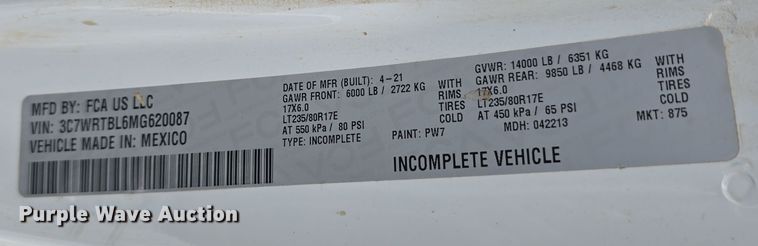 MFD BY: FCA US LLC
VIN: 3C7WRTBL6MG620087
VEHICLE MADE IN: MEXICO
DATE OF MFR (BUILT): 4-21
GAWR FRONT: 6000 LB / 2722 KG WITH
17X6.0 RIMS
LT235/80R17E TIRES
AT 550 kPa / 80 PSI COLD
TYPE: INCOMPLETE PAINT: PW7
GVWR: 14000 LB / 6351 KG
GAWR REAR: 9850 LB / 4468 KG WITH
17X6.0 RIMS
LT235/80R17E TIRES
AT 450 kPa / 65 PSI COLD
MDH: 042213 MKT: 875
INCOMPLETE VEHICLE
Purple Wave Auction